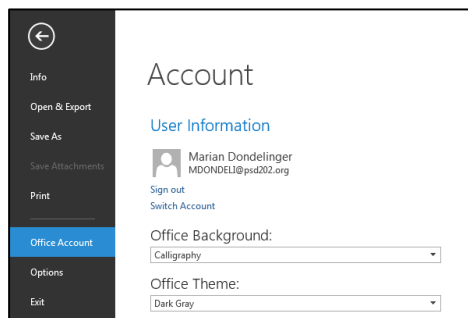 Info
Open & Export
Save As
Save Attachments
Print
Office Account
Options
Exit
Account
User Information
Marian Dondelinger
MDONDELI@psd202.org
Sign out
Switch Account
Office Background:
Calligraphy
Office Theme:
Dark Gray